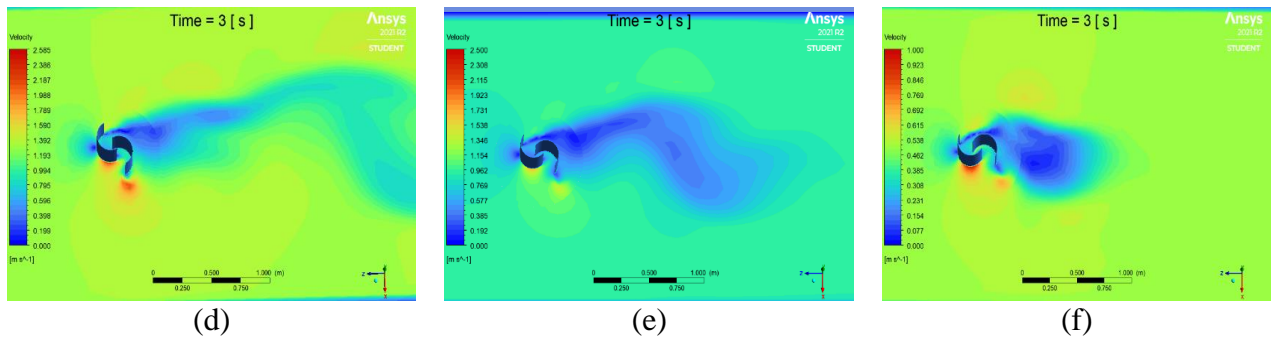 Time = 3 [ s ]
Ansys
2021 R2
STUDENT
Velocity
2.585
2.386
2.187
1.988
1.789
1.590
1.392
1.193
0.994
0.795
0.596
0.398
0.199
0.000
[m s^-1]
0 0.500 1.000 (m)
0.250 0.750
Z
X
(d)
Time = 3 [ s ]
Ansys
2021 R2
STUDENT
Velocity
2.500
2.308
2.115
1.923
1.731
1.538
1.346
1.154
0.962
0.769
0.577
0.385
0.192
0.000
[m s^-1]
0 0.500 1.000 (m)
0.250 0.750
Z
X
(e)
Time = 3 [ s ]
Ansys
2021 R2
STUDENT
Velocity
1.000
0.923
0.846
0.769
0.692
0.615
0.538
0.462
0.385
0.308
0.231
0.154
0.077
0.000
[m s^-1]
0 0.500 1.000 (m)
0.250 0.750
Z
X
(f)